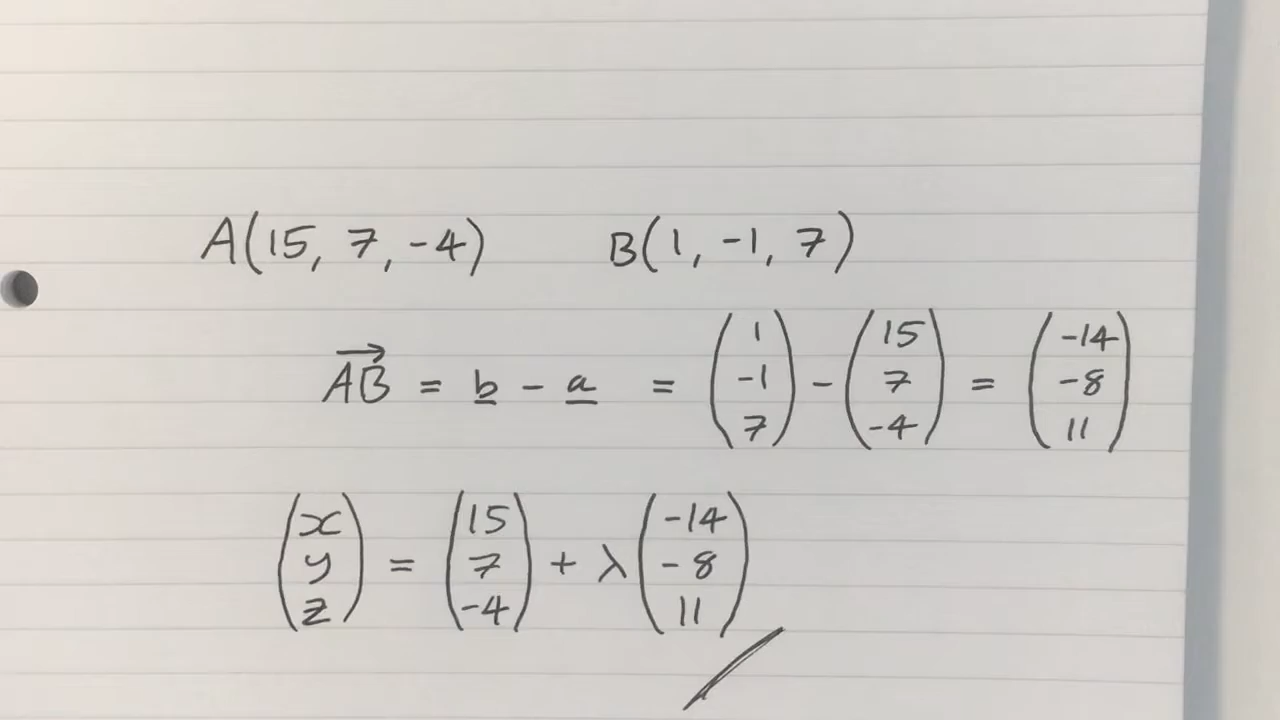 A(15, 7, -4) B(1, -1, 7)
→AB = b - a = (1 -1 7) - (15 7 -4) = (-14 -8 11)
(x y z) = (15 7 -4) + λ(-14 -8 11)